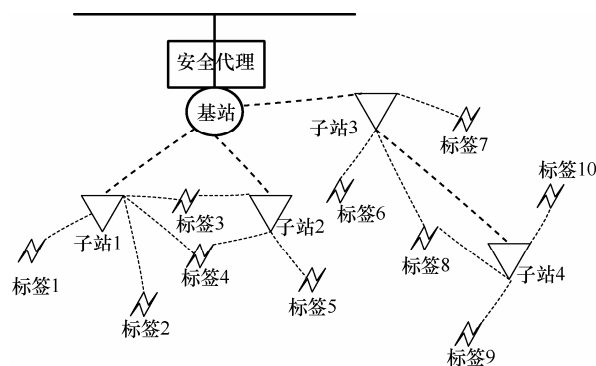 安全代理
基站
子站3
标签7
标签10
标签6
标签3
子站2
子站1
标签8
子站4
标签4
标签1
标签5
标签2
标签9